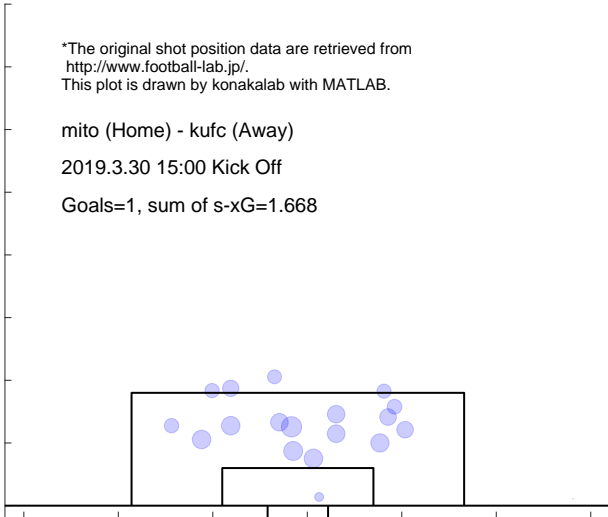 *The original shot position data are retrieved from
http://www.football-lab.jp/.
This plot is drawn by konakalab with MATLAB.
mito (Home) - kufc (Away)
2019.3.30 15:00 Kick Off
Goals=1, sum of s-xG=1.668